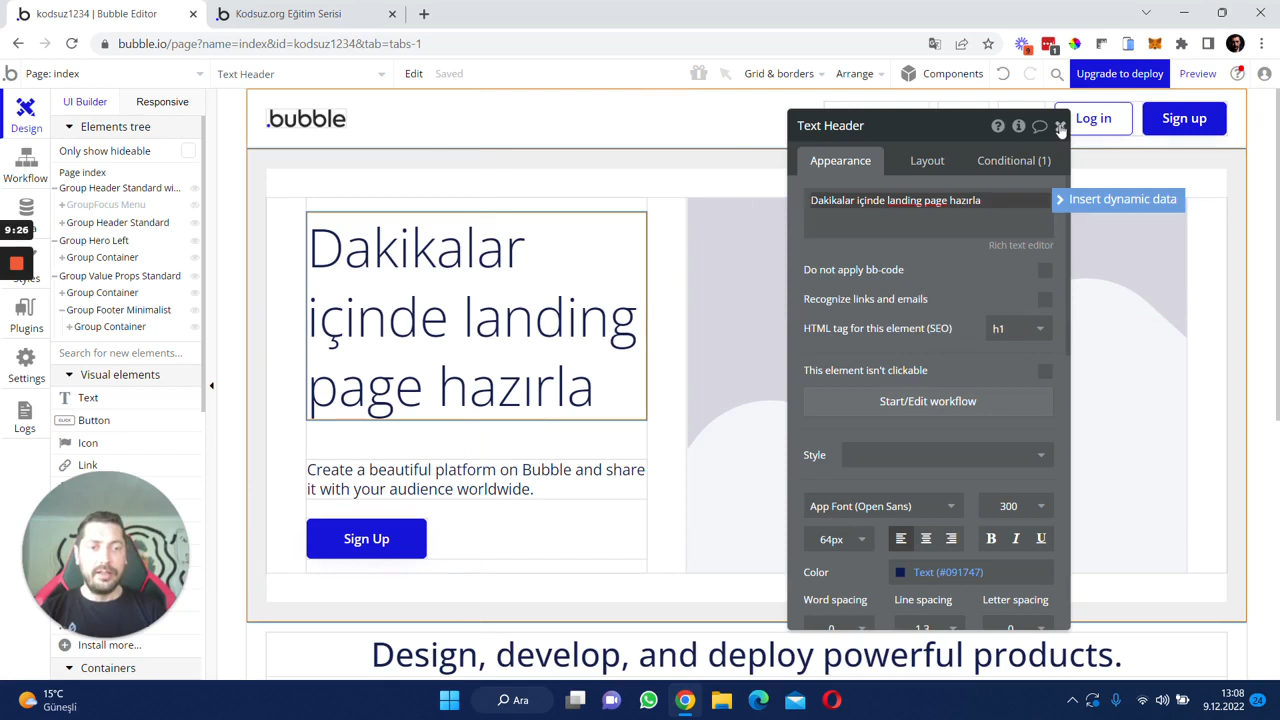 kodsuz1234 | Bubble Editor
Kodsuz.org Eğitim Serisi
bubble.io/page?name=index&id=kodsuz1234&tab=tabs-1
9
1
Page: index
Text Header
Edit
Saved
Grid & borders
Arrange
Components
Upgrade to deploy
Preview
Design
Workflow
9:26
Styles
Plugins
Settings
Logs
UI Builder
Responsive
Elements tree
Only show hideable
Page index
Group Header Standard wi...
GroupFocus Menu
Group Header Standard
Group Hero Left
Group Container
Group Value Props Standard
Group Container
Group Footer Minimalist
Group Container
Search for new elements...
Visual elements
Text
Button
Icon
Link
Install more...
Containers
.bubble
Log in
Sign up
Dakikalar
içinde landing
page hazırla
Create a beautiful platform on Bubble and share
it with your audience worldwide.
Sign Up
Design, develop, and deploy powerful products.
Text Header
Appearance
Layout
Conditional (1)
Dakikalar içinde landing page hazırla
Insert dynamic data
Rich text editor
Do not apply bb-code
Recognize links and emails
HTML tag for this element (SEO)
h1
This element isn't clickable
Start/Edit workflow
Style
App Font (Open Sans)
300
64px
B
I
U
Color
Text (#091747)
Word spacing
Line spacing
Letter spacing
0
1.3
0
15°C
Güneşli
Ara
13:08
9.12.2022
24